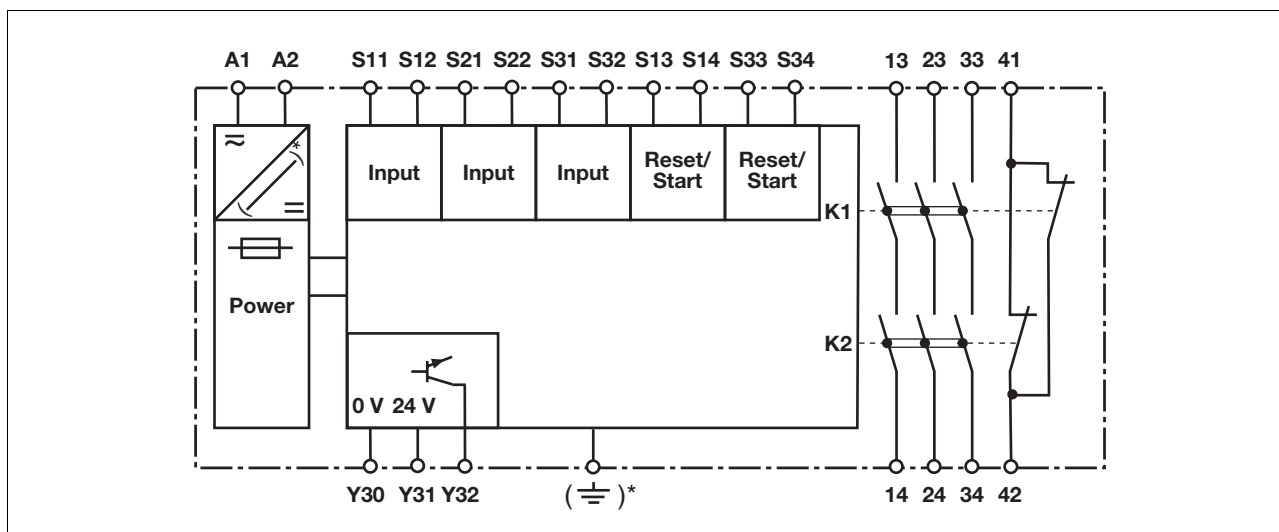 A1 A2 S11 S12 S21 S22 S31 S32 S13 S14 S33 S34 13 23 33 41
*
Input Input Input Reset/ Reset/
Start Start
K1
Power
K2
0 V 24 V
Y30 Y31 Y32 ( )* 14 24 34 42